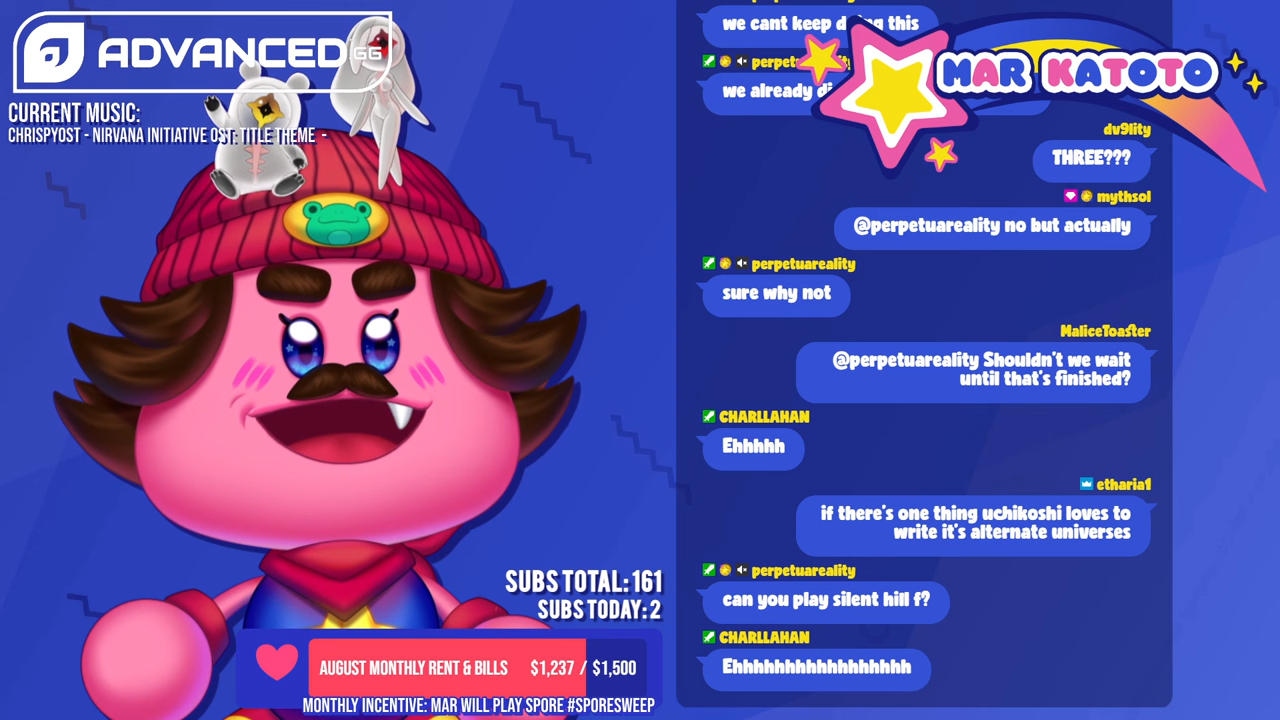 ADVANCED GG
CURRENT MUSIC:
CHRISPYOST - NIRVANA INITIATIVE OST: TITLE THEME -
SUBS TOTAL: 161
SUBS TODAY: 2
AUGUST MONTHLY RENT & BILLS $1,237 / $1,500
MONTHLY INCENTIVE: MAR WILL PLAY SPORE #SPORESWEEP
MAR KATOTO
we cant keep doing this
we already
dv9lity
THREE???
mythsol
@perpetuareality no but actually
perpetuareality
sure why not
MaliceToaster
@perpetuareality Shouldn't we wait
until that's finished?
CHARLLAHAN
Ehhhhh
etharia1
if there's one thing uchikoshi loves to
write it's alternate universes
perpetuareality
can you play silent hill f?
CHARLLAHAN
Ehhhhhhhhhhhhhhhhhh